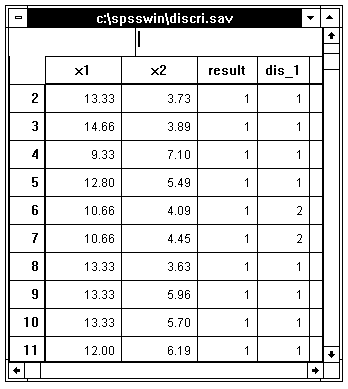 c:\spsswin\discri.sav
x1 x2 result dis_1
2 13.33 3.73 1 1
3 14.66 3.89 1 1
4 9.33 7.10 1 1
5 12.80 5.49 1 1
6 10.66 4.09 1 2
7 10.66 4.45 1 2
8 13.33 3.63 1 1
9 13.33 5.96 1 1
10 13.33 5.70 1 1
11 12.00 6.19 1 1